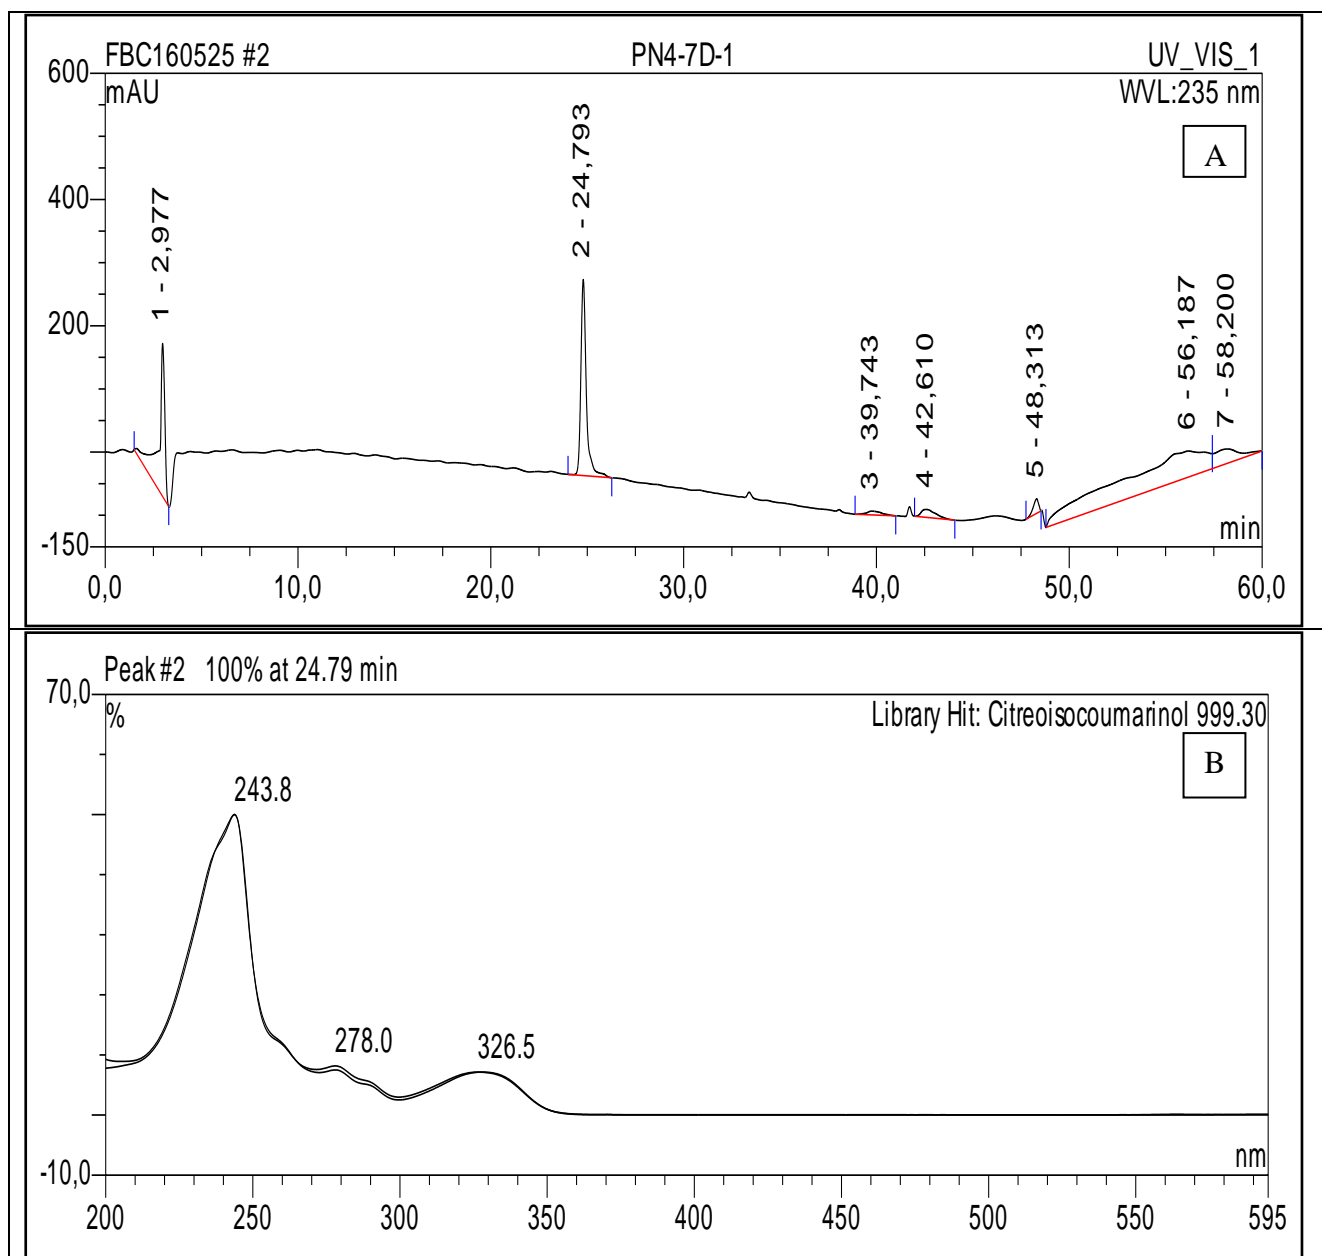 FBC160525 #2 PN4-7D-1 UV_VIS_1
600 mAU WVL:235 nm
A
1 - 2,977
2 - 24,793
3 - 39,743
4 - 42,610
5 - 48,313
6 - 56,187
7 - 58,200
400
200
-150 min
0,0 10,0 20,0 30,0 40,0 50,0 60,0
Peak #2 100% at 24.79 min
70,0 % Library Hit: Citreoisocoumarinol 999.30
B
243.8
278.0
326.5
-10,0 nm
200 250 300 350 400 450 500 550 595